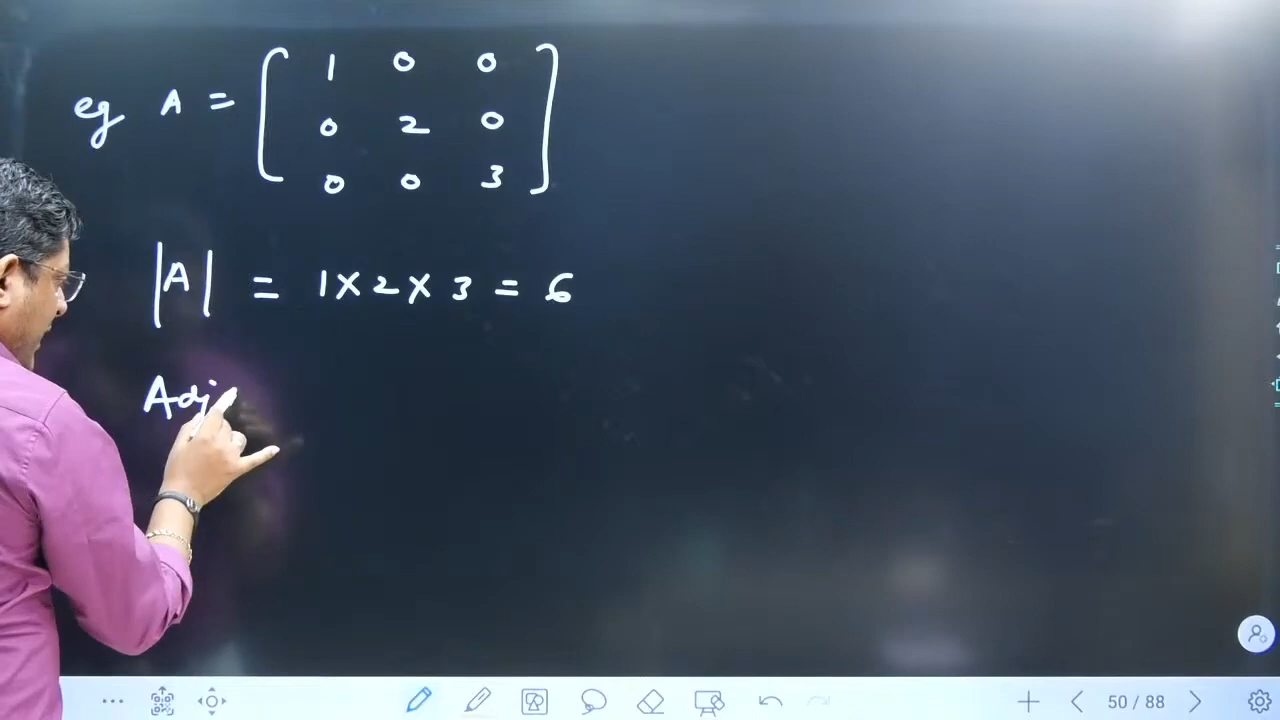 eg A = [ 1 0 0
0 2 0
0 0 3 ]
|A| = 1 × 2 × 3 = 6
Adj
50 / 88